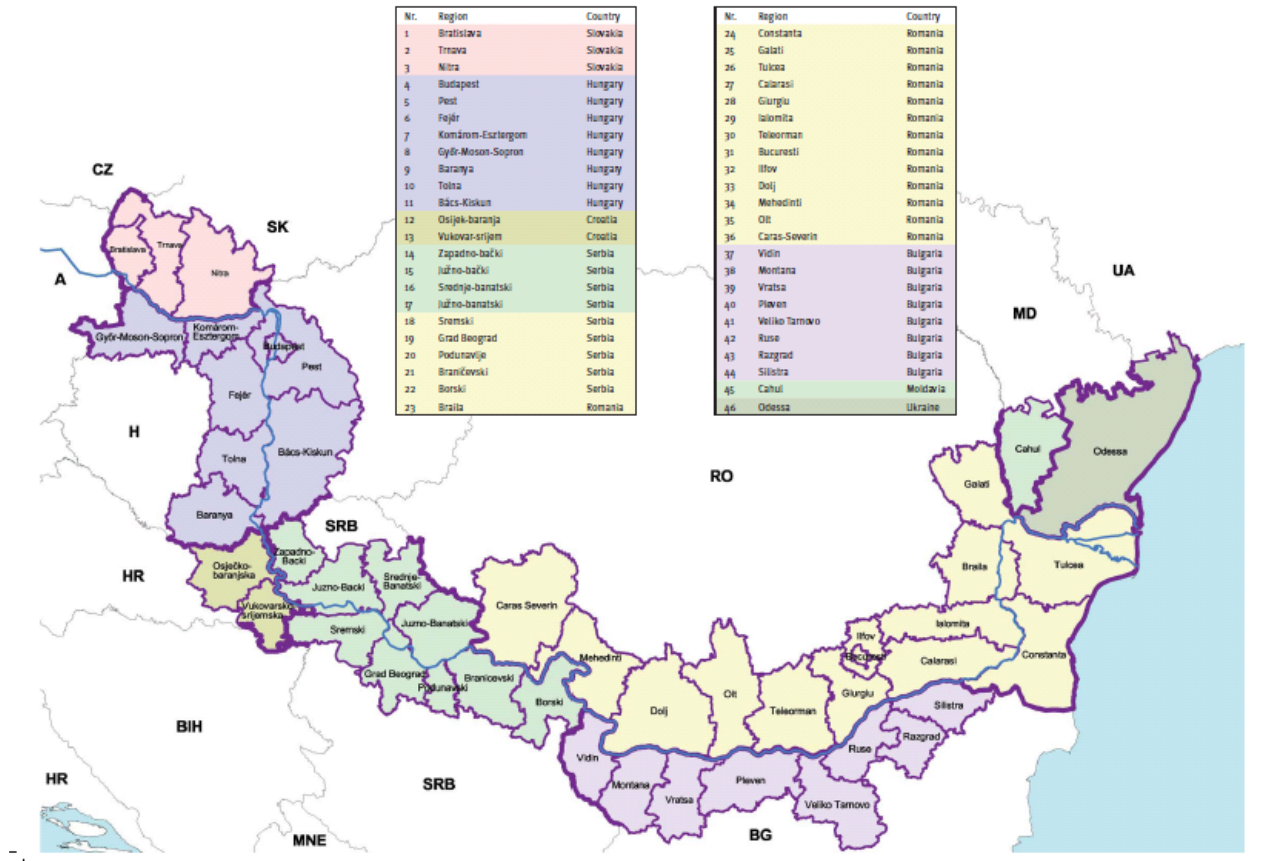 Nr. Region Country
1 Bratislava Slovakia
2 Trnava Slovakia
3 Nitra Slovakia
4 Budapest Hungary
5 Pest Hungary
6 Fejér Hungary
7 Komárom-Esztergom Hungary
8 Győr-Moson-Sopron Hungary
9 Baranya Hungary
10 Tolna Hungary
11 Bács-Kiskun Hungary
12 Osijek-baranja Croatia
13 Vukovar-srijem Croatia
14 Zapadno-bački Serbia
15 Južno-bački Serbia
16 Srednje-banatski Serbia
17 Južno-banatski Serbia
18 Sremski Serbia
19 Grad Beograd Serbia
20 Podunavlje Serbia
21 Braničevski Serbia
22 Borski Serbia
23 Braila Romania
Nr. Region Country
24 Constanta Romania
25 Galati Romania
26 Tulcea Romania
27 Calarasi Romania
28 Giurgiu Romania
29 Ialomita Romania
30 Teleorman Romania
31 Bucuresti Romania
32 Ilfov Romania
33 Dolj Romania
34 Mehedinti Romania
35 Olt Romania
36 Caras-Severin Romania
37 Vidin Bulgaria
38 Montana Bulgaria
39 Vratsa Bulgaria
40 Pleven Bulgaria
41 Veliko Tarnovo Bulgaria
42 Ruse Bulgaria
43 Razgrad Bulgaria
44 Silistra Bulgaria
45 Cahul Moldavia
46 Odessa Ukraine
CZ
SK
A
UA
MD
H
RO
SRB
HR
BIH
HR
SRB
MNE
BG
Bratislava
Trnava
Nitra
Győr-Moson-Sopron
Komárom-
Esztergom
Budapest
Pest
Fejér
Tolna
Bács-Kiskun
Baranya
Osječko-
baranjska
Vukovarsko
srijemska
Zapadno-
Backi
Juzno-Backi
Srednje-
Banatski
Sremski
Juzno-Banatski
Grad Beograd
Podunavski
Branicevski
Borski
Caras Severin
Mehedinti
Dolj
Olt
Teleorman
Giurgiu
Ilfov
Bucuresti
Calarasi
Ialomita
Constanta
Braila
Tulcea
Galati
Cahul
Odessa
Vidin
Montana
Vratsa
Pleven
Veliko Tarnovo
Ruse
Razgrad
Silistra